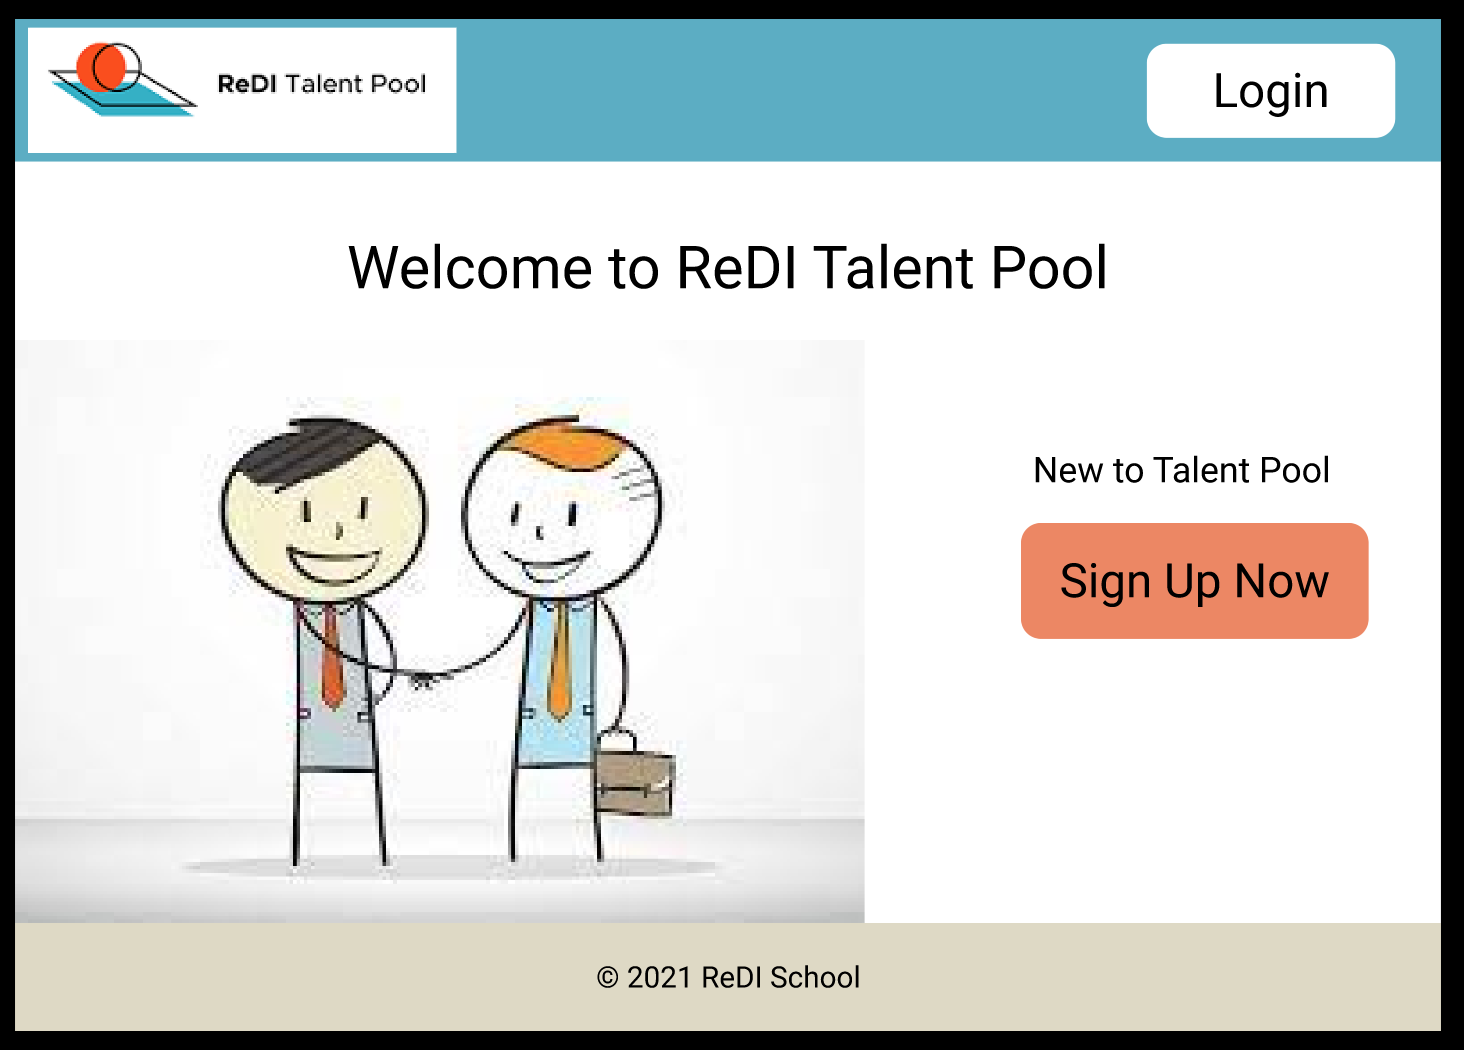 ReDI Talent Pool
Login
Welcome to ReDI Talent Pool
New to Talent Pool
Sign Up Now
© 2021 ReDI School